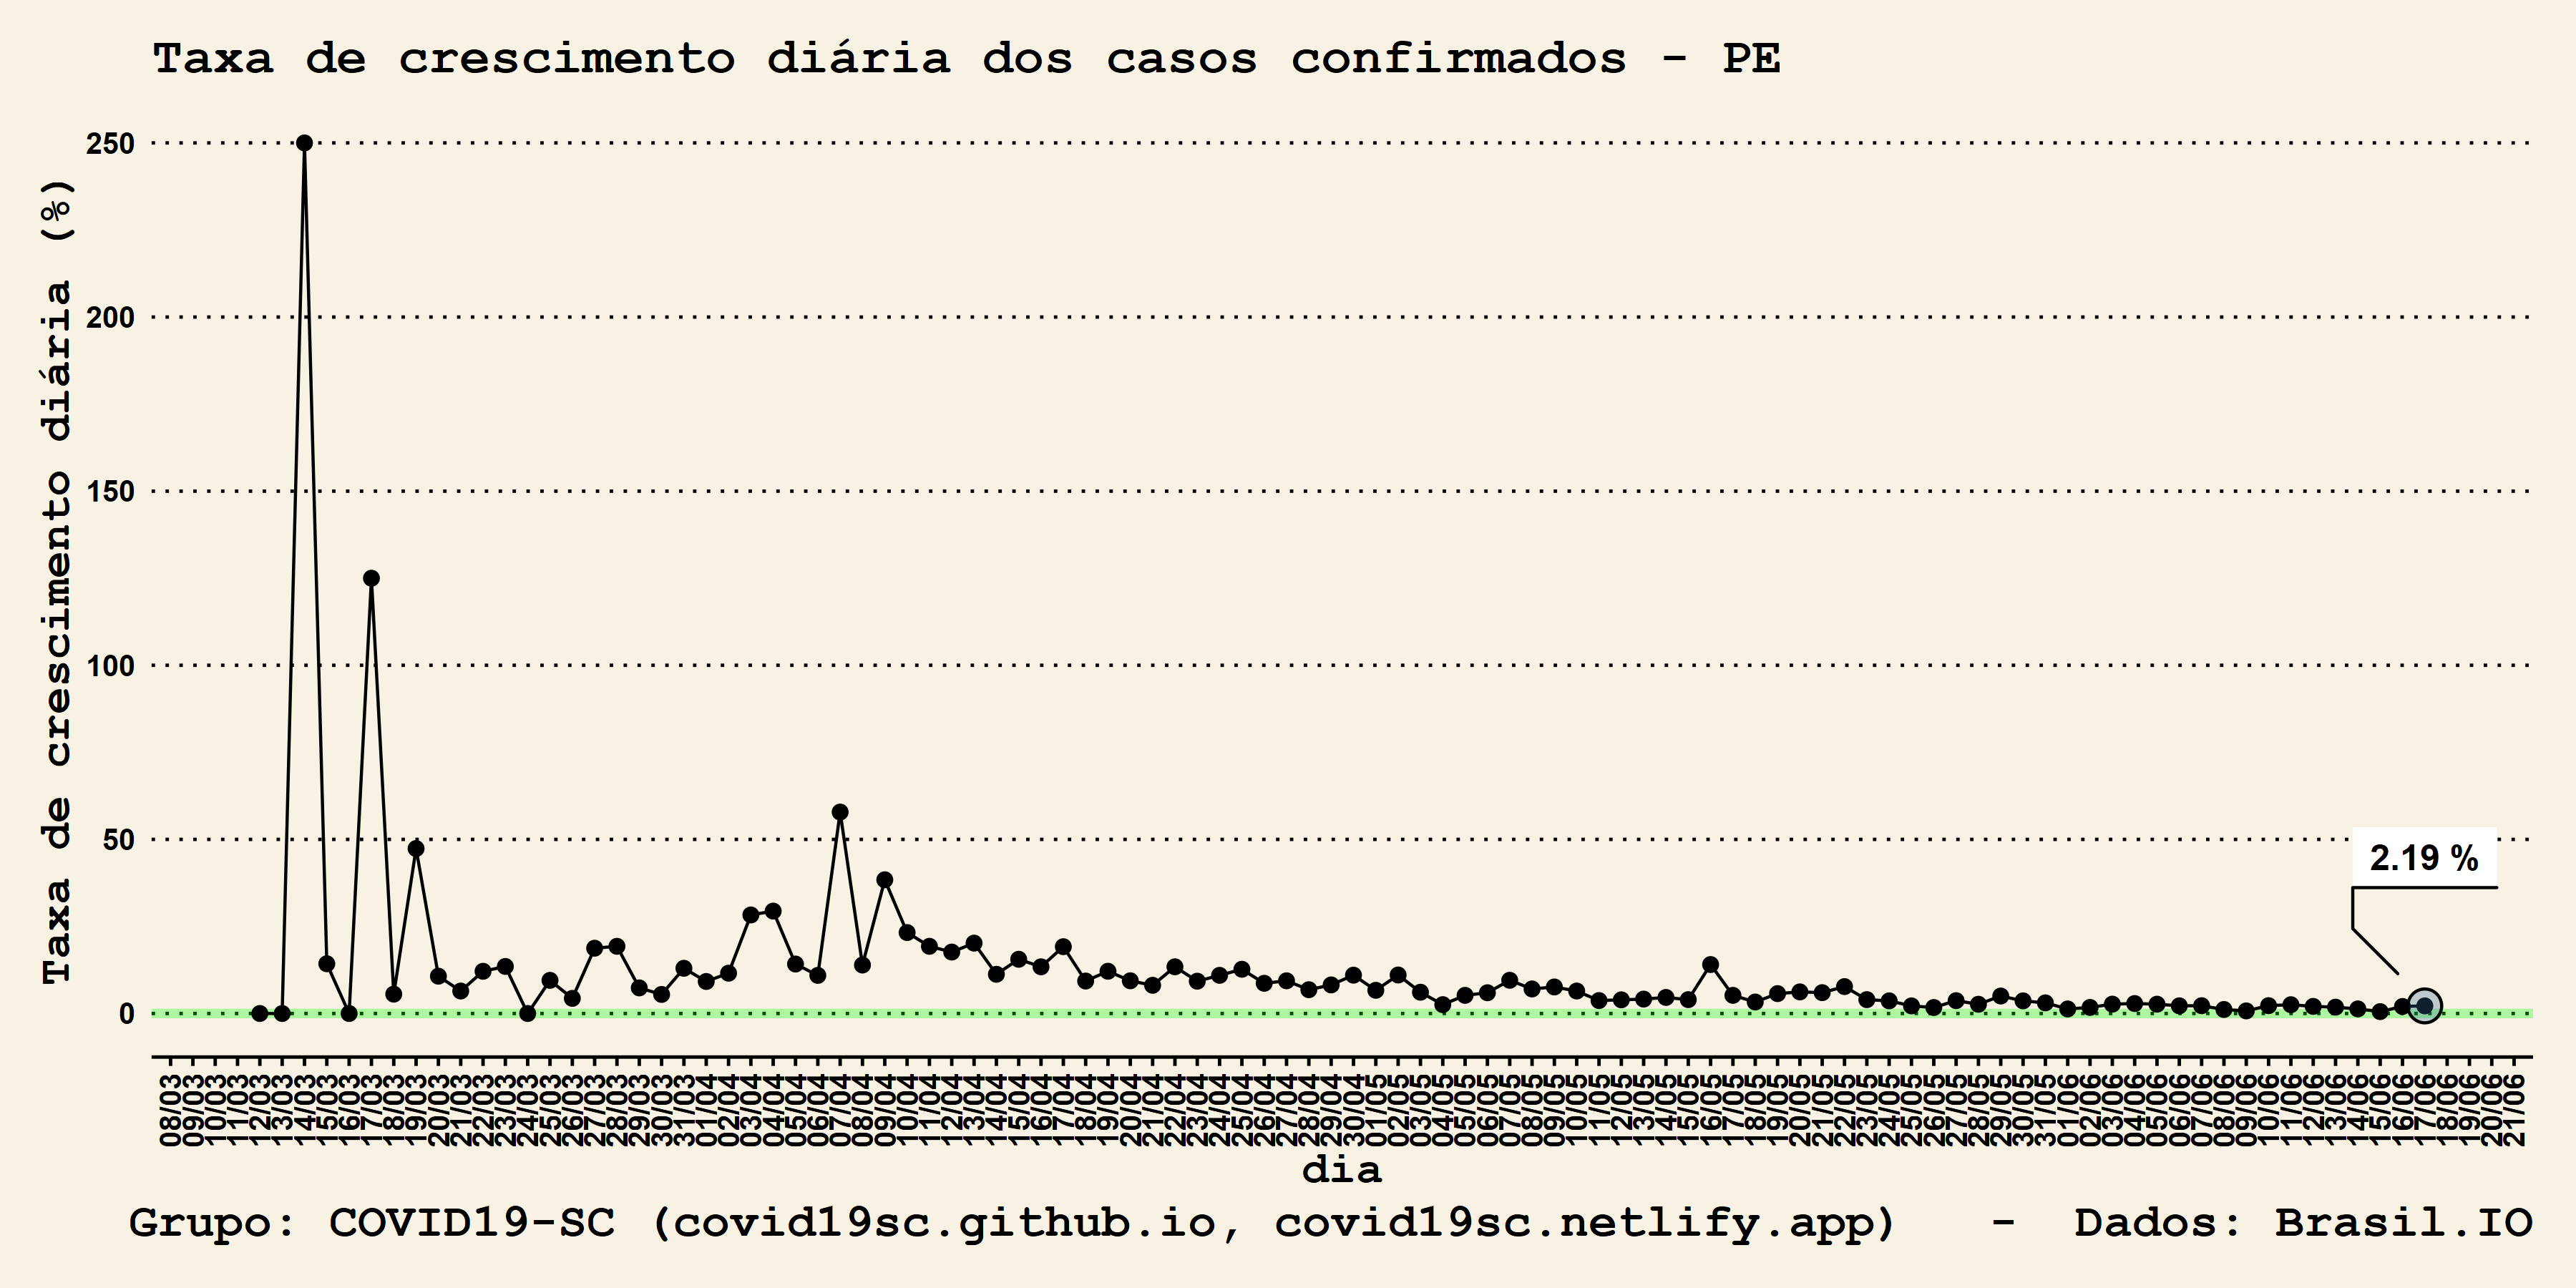 Taxa de crescimento diária dos casos confirmados - PE
Taxa de crescimento diária (%)
250
200
150
100
50
0
2.19 %
08/03 09/03 10/03 11/03 12/03 13/03 14/03 15/03 16/03 17/03 18/03 19/03 20/03 21/03 22/03 23/03 24/03 25/03 26/03 27/03 28/03 29/03 30/03 31/03 01/04 02/04 03/04 04/04 05/04 06/04 07/04 08/04 09/04 10/04 11/04 12/04 13/04 14/04 15/04 16/04 17/04 18/04 19/04 20/04 21/04 22/04 23/04 24/04 25/04 26/04 27/04 28/04 29/04 30/04 01/05 02/05 03/05 04/05 05/05 06/05 07/05 08/05 09/05 10/05 11/05 12/05 13/05 14/05 15/05 16/05 17/05 18/05 19/05 20/05 21/05 22/05 23/05 24/05 25/05 26/05 27/05 28/05 29/05 30/05 31/05 01/06 02/06 03/06 04/06 05/06 06/06 07/06 08/06 09/06 10/06 11/06 12/06 13/06 14/06 15/06 16/06 17/06 18/06 19/06 20/06 21/06
dia
Grupo: COVID19-SC (covid19sc.github.io, covid19sc.netlify.app) - Dados: Brasil.IO